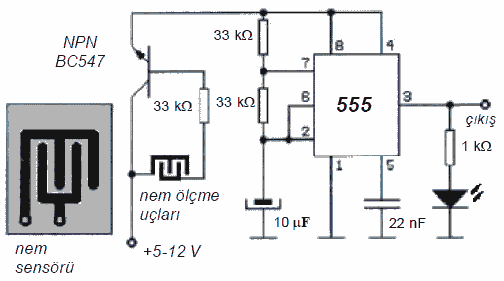 NPN
BC547
33 kΩ
8
4
7
33 kΩ
33 kΩ
6
555
3
2
çıkış
1 kΩ
1
5
nem ölçme
uçları
10 µF
22 nF
+5-12 V
nem
sensörü